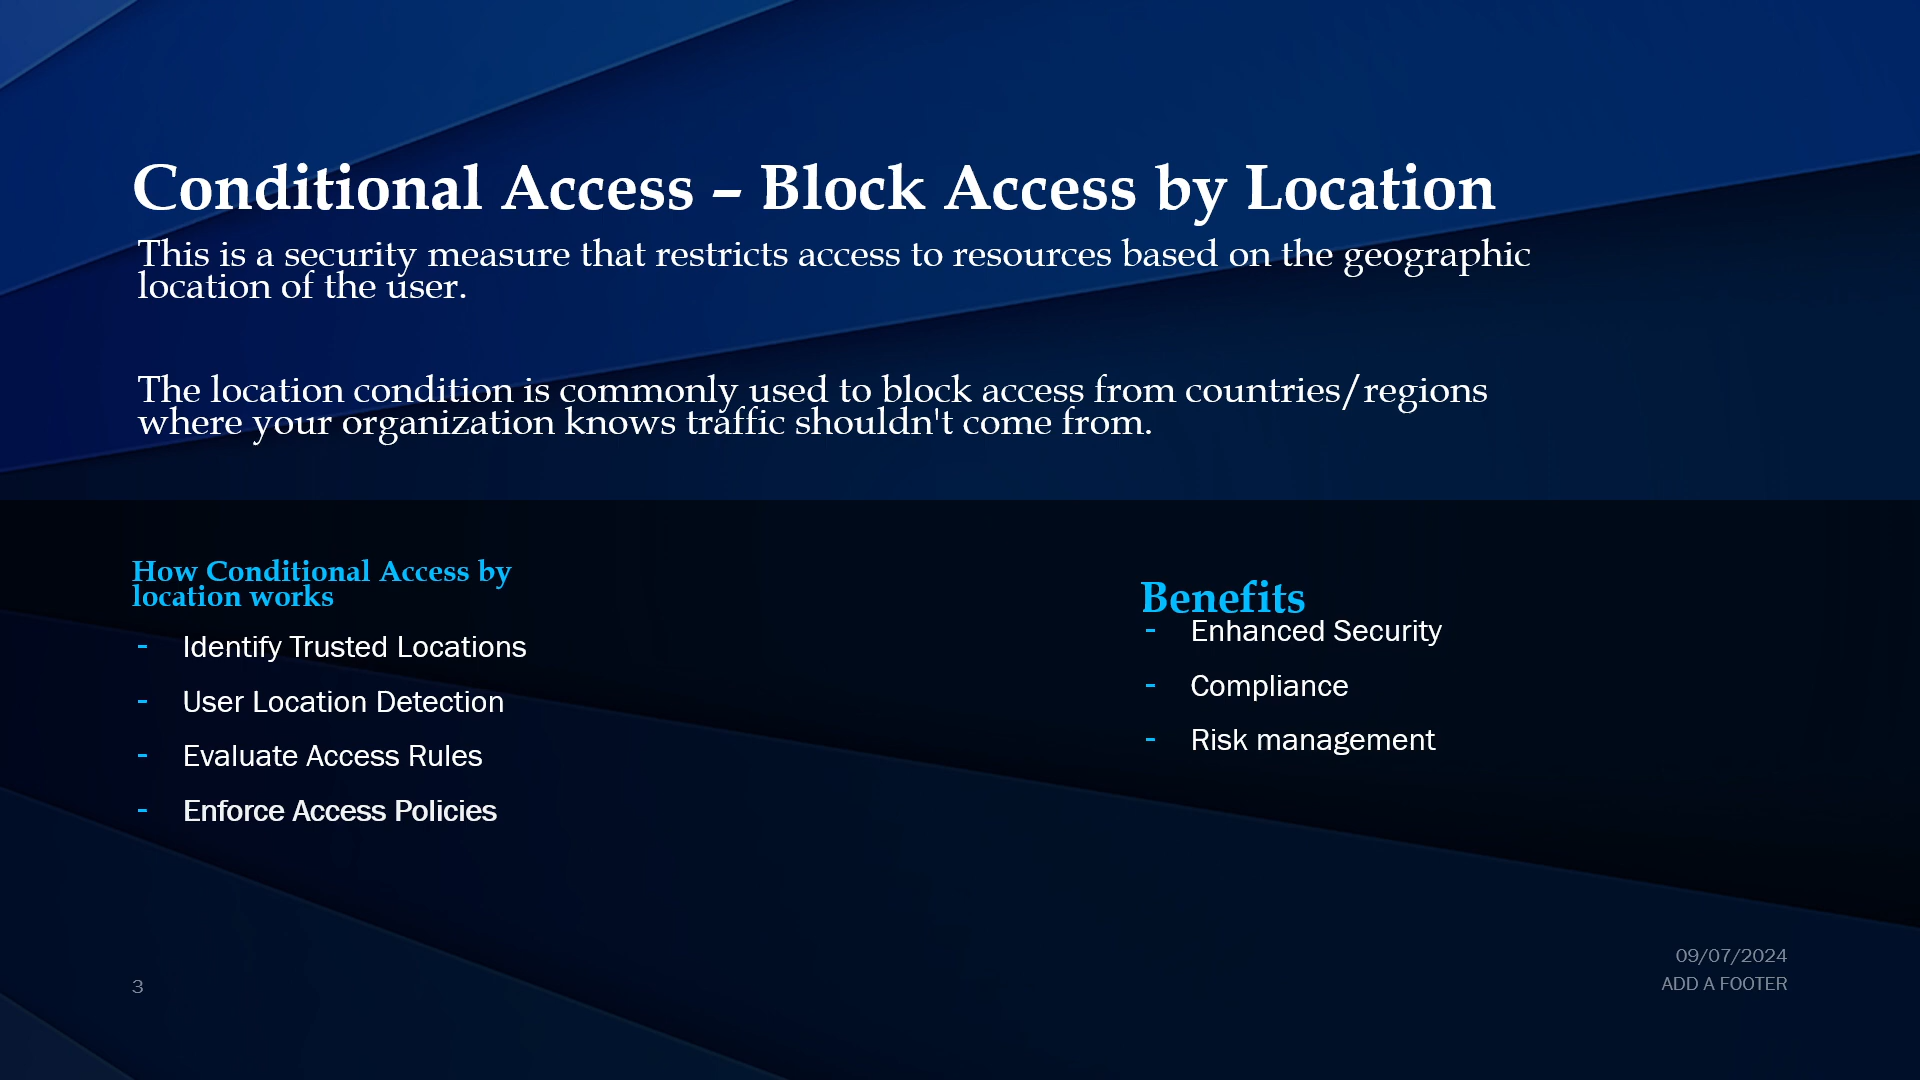 Conditional Access – Block Access by Location
This is a security measure that restricts access to resources based on the geographic
location of the user.
The location condition is commonly used to block access from countries/regions
where your organization knows traffic shouldn't come from.
How Conditional Access by
location works
- Identify Trusted Locations
- User Location Detection
- Evaluate Access Rules
- Enforce Access Policies
Benefits
- Enhanced Security
- Compliance
- Risk management
3
09/07/2024
ADD A FOOTER